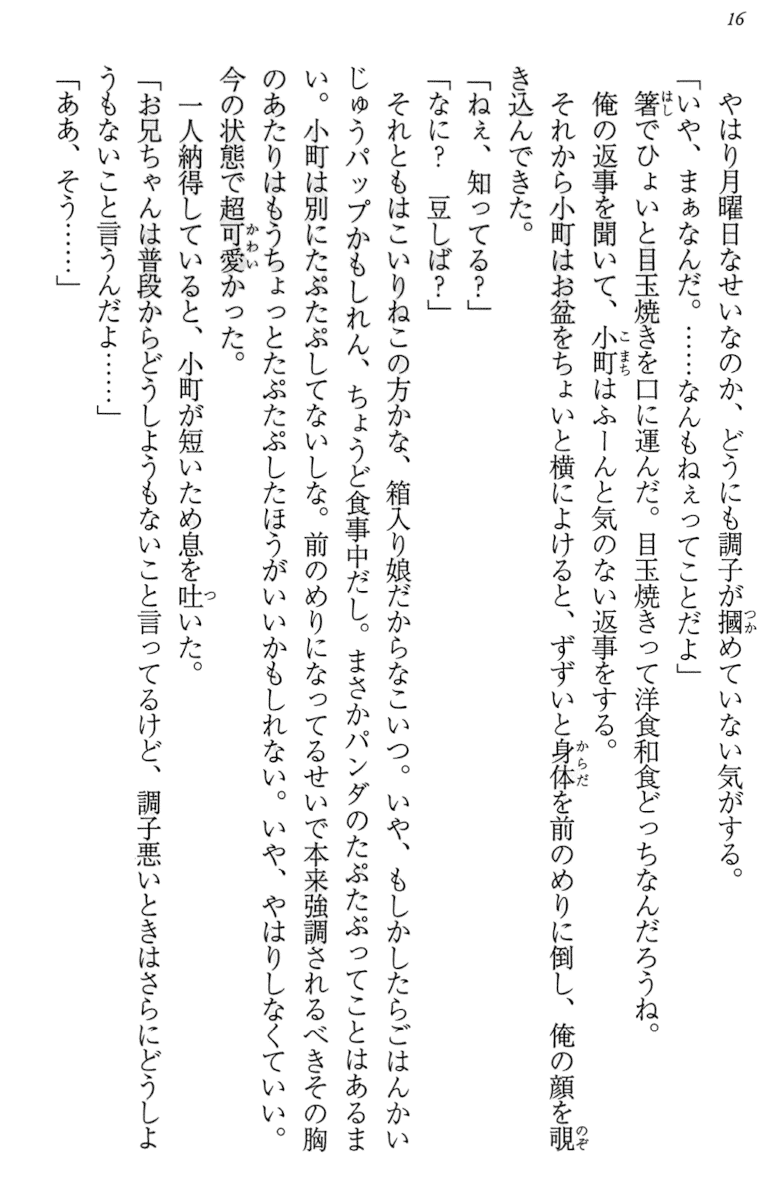 16
やはり月曜日なせいなのか、どうにも調子が摑めていない気がする。
「いや、まぁなんだ。……なんもねぇってことだよ」
箸でひょいと目玉焼きを口に運んだ。目玉焼きって洋食和食どっちなんだろうね。
俺の返事を聞いて、小町はふーんと気のない返事をする。
それから小町はお盆をちょいと横によけると、ずずいと身体を前のめりに倒し、俺の顔を覗
き込んできた。
「ねぇ、知ってる?」
「なに?　豆しば?」
それともはこいりねこの方かな、箱入り娘だからなこいつ。いや、もしかしたらごはんかい
じゅうパップかもしれん、ちょうど食事中だし。まさかパンダのたぷたぷってことはあるま
い。小町は別にたぷたぷしてないしな。前のめりになってるせいで本来強調されるべきその胸
のあたりはもうちょっとたぷたぷしたほうがいいかもしれない。いや、やはりしなくていい。
今の状態で超可愛かった。
一人納得していると、小町が短いため息を吐いた。
「お兄ちゃんは普段からどうしようもないこと言ってるけど、調子悪いときはさらにどうしよ
うもないこと言うんだよ……」
「ああ、そう……」